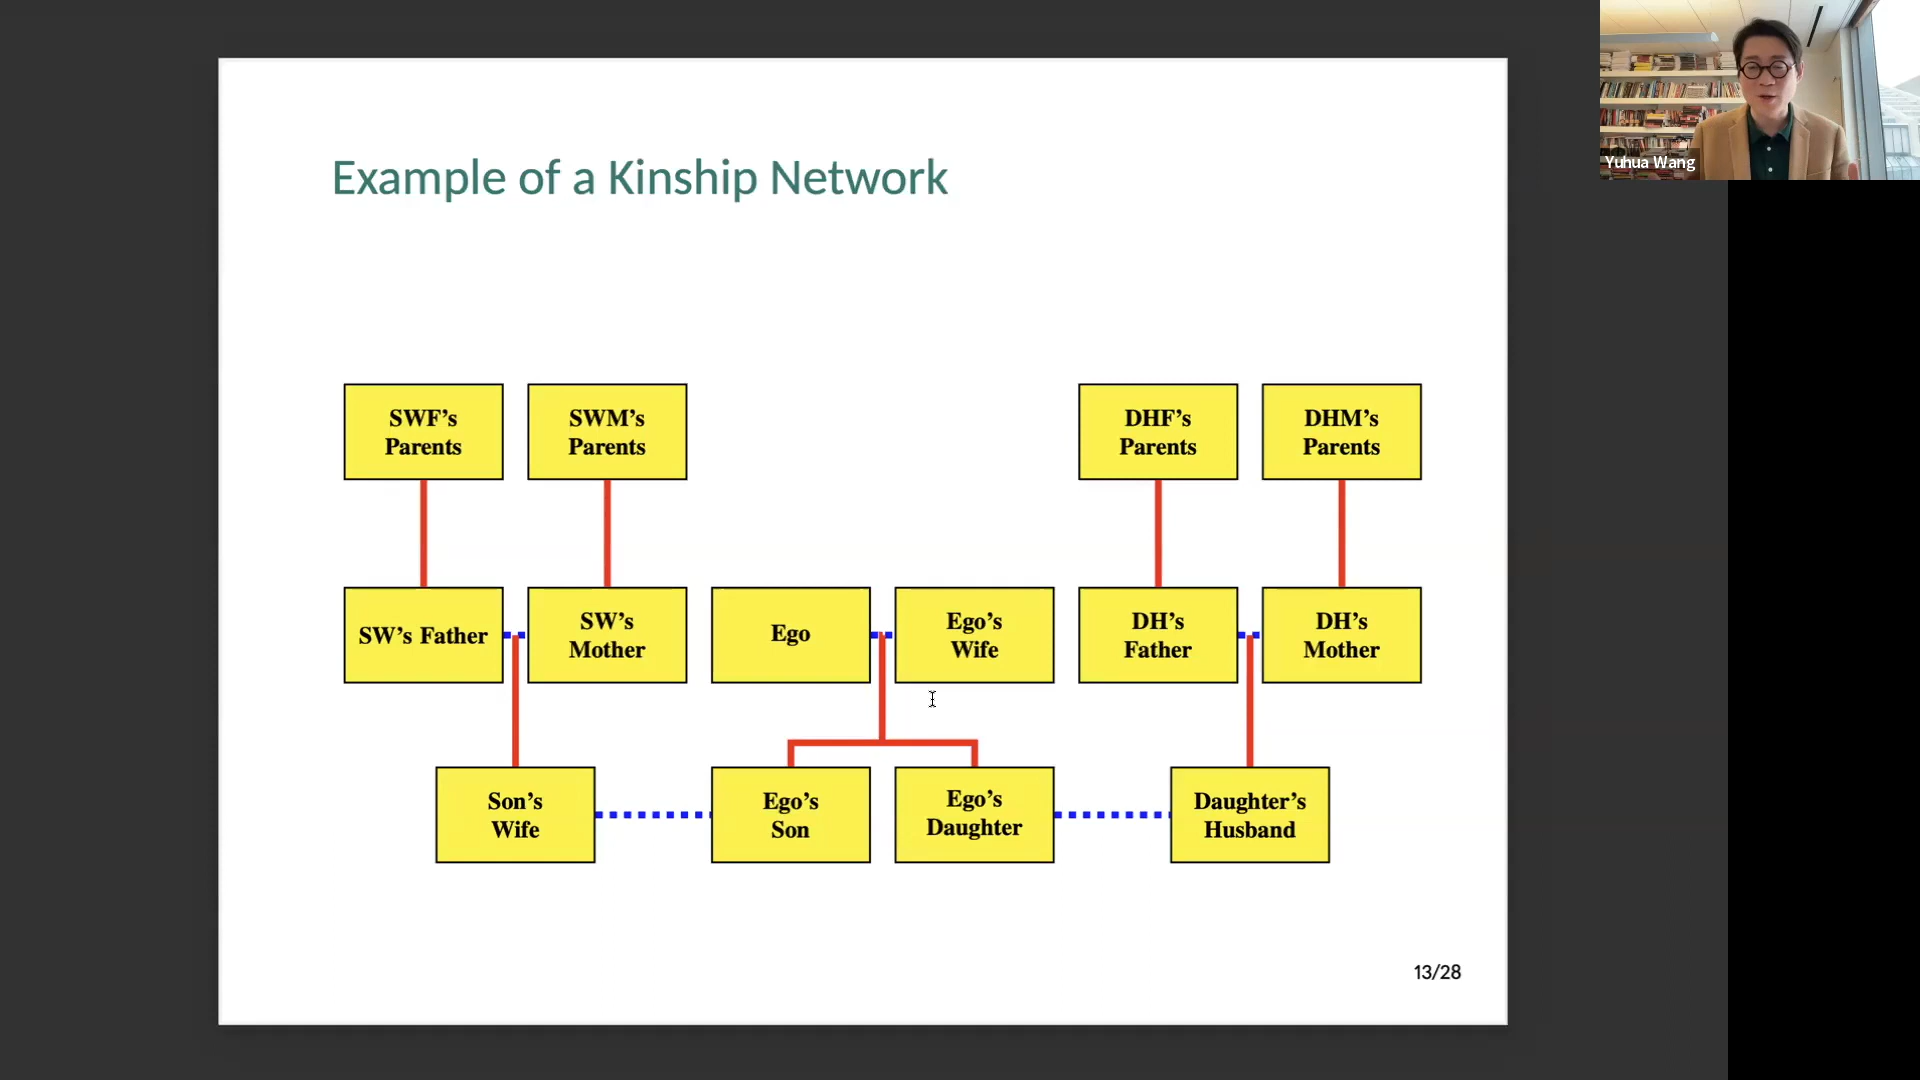 Yuhua Wang
Example of a Kinship Network
SWF’s
Parents
SWM’s
Parents
DHF’s
Parents
DHM’s
Parents
SW’s Father
SW’s
Mother
Ego
Ego’s
Wife
DH’s
Father
DH’s
Mother
Son’s
Wife
Ego’s
Son
Ego’s
Daughter
Daughter’s
Husband
13/28